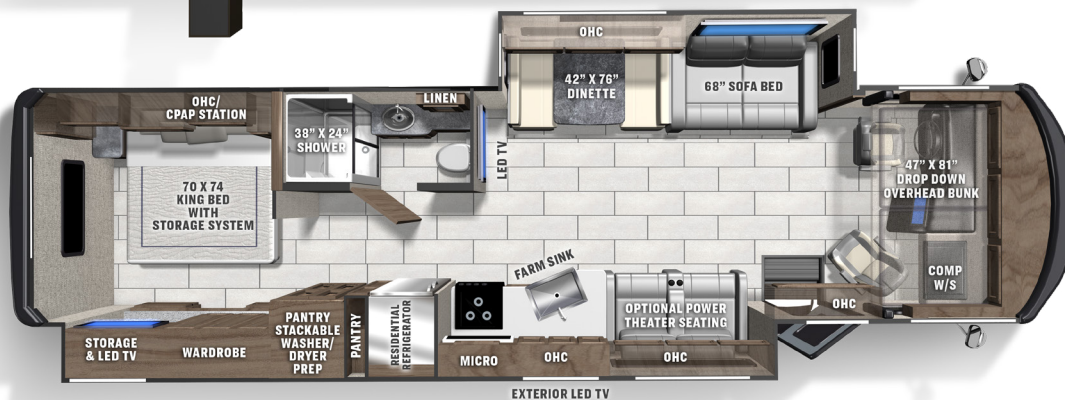 OHC
42" X 76"
DINETTE
68" SOFA BED
OHC/
CPAP STATION
LINEN
38" X 24"
SHOWER
LED TV
47" X 81"
DROP DOWN
OVERHEAD BUNK
70 X 74
KING BED
WITH
STORAGE SYSTEM
FARM SINK
COMP
W/S
OHC
OPTIONAL POWER
THEATER SEATING
STORAGE
& LED TV
WARDROBE
PANTRY
STACKABLE
WASHER/
DRYER
PREP
PANTRY
RESIDENTIAL
REFRIGERATOR
MICRO
OHC
OHC
EXTERIOR LED TV